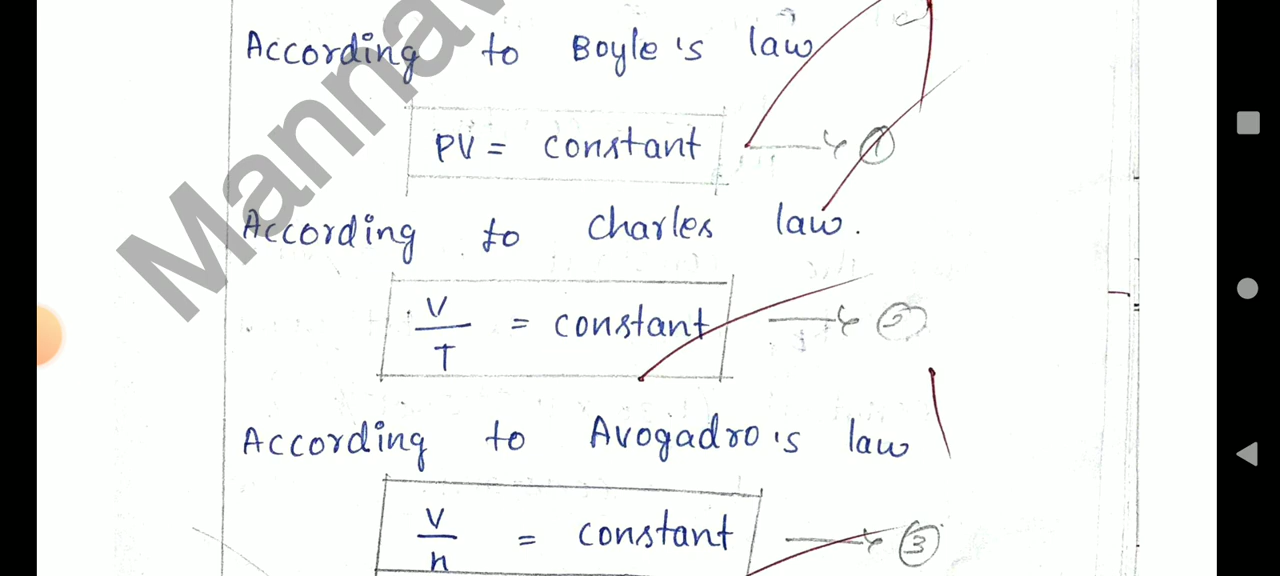 According to Boyle's law
PV = constant → ①
According to charles law.
V/T = constant → ②
According to Avogadro's law
V/n = constant → ③